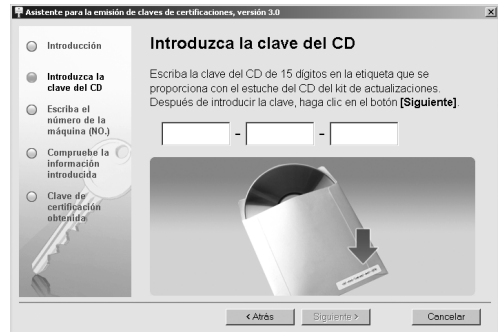 Asistente para la emisión de claves de certificaciones, versión 3.0
Introducción
Introduzca la
clave del CD
Escriba el
número de la
máquina (NO.)
Compruebe la
información
introducida
Clave de
certificación
obtenida
Introduzca la clave del CD
Escriba la clave del CD de 15 dígitos en la etiqueta que se
proporciona con el estuche del CD del kit de actualizaciones.
Después de introducir la clave, haga clic en el botón [Siguiente].
- -
< Atrás Siguiente > Cancelar